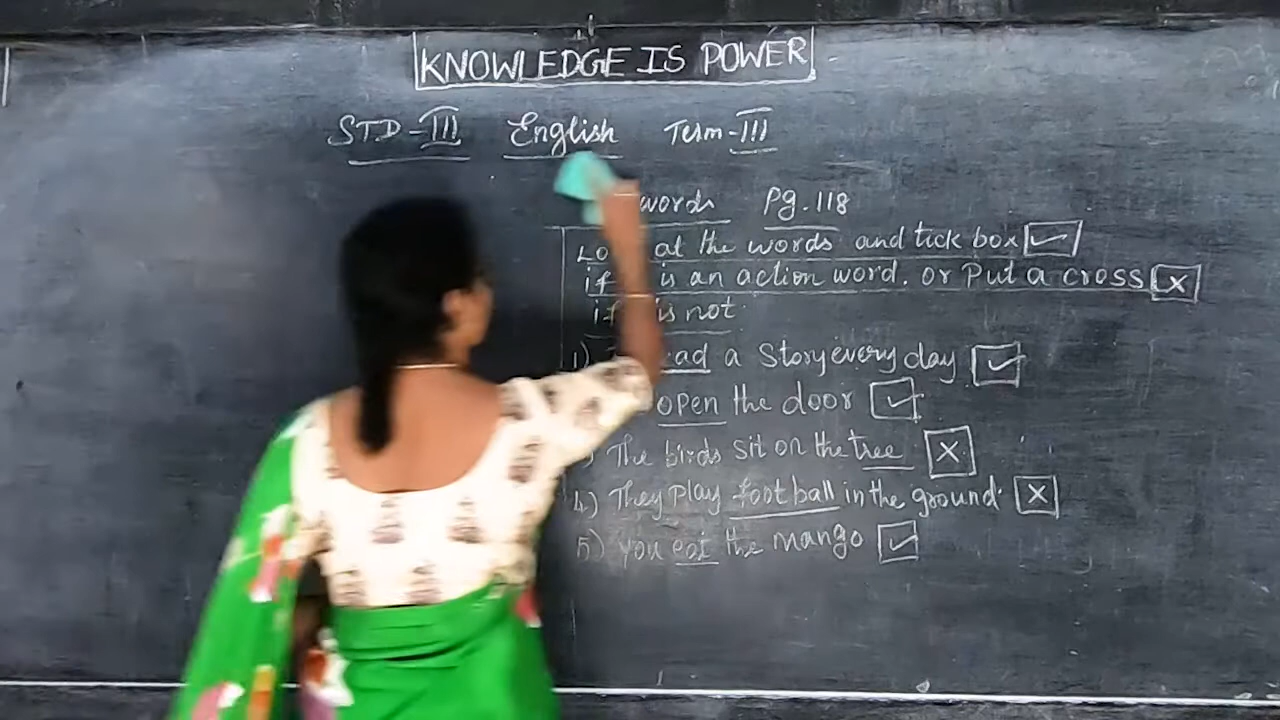 KNOWLEDGE IS POWER
STD-III English Term-III
words Pg.118
at the words and tick box
if is an action word. or Put a cross
is not
1) a Story every day
open the door
The birds sit on the tree
4) They play foot ball in the ground.
5) you eat the mango